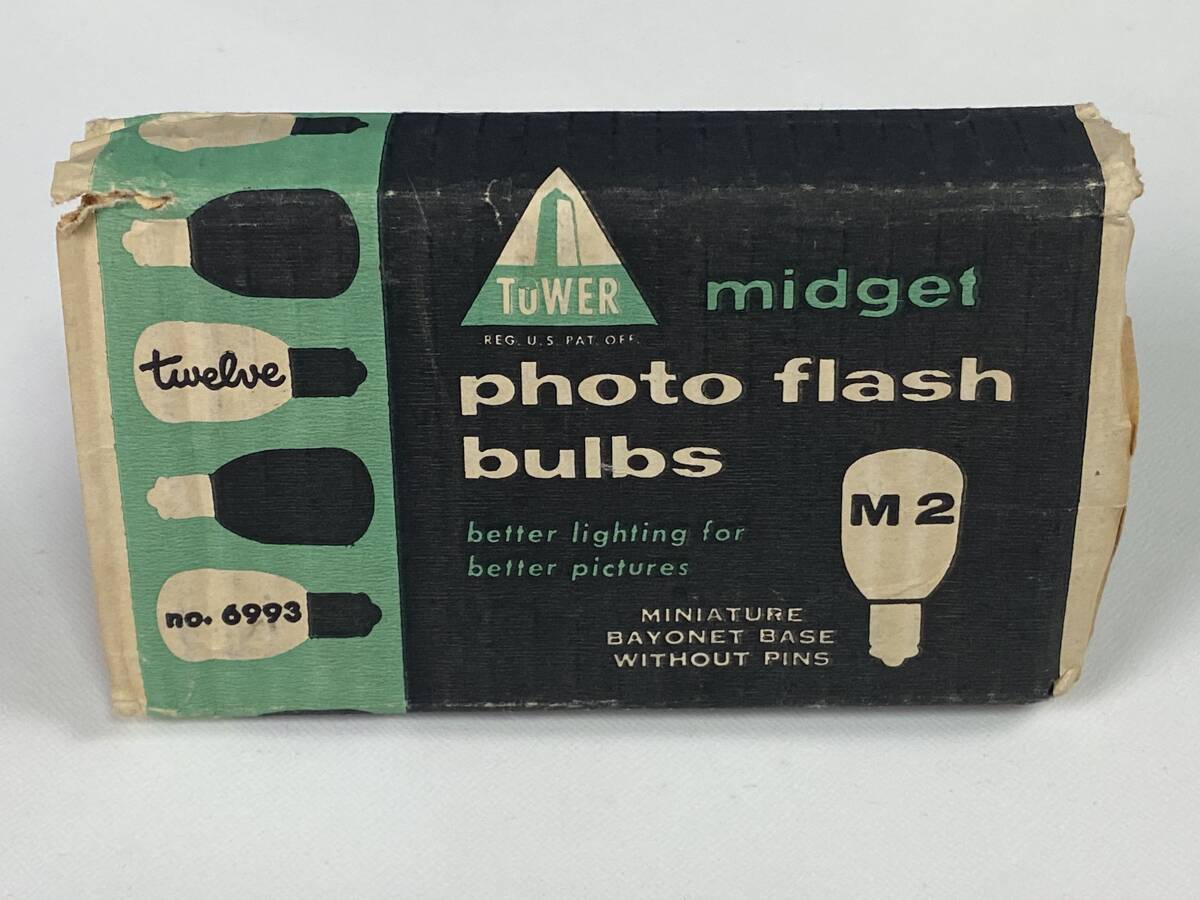 twelve
no. 6993
TOWER
REG. U.S. PAT. OFF.
midget
photo flash
bulbs
better lighting for
better pictures
M 2
MINIATURE
BAYONET BASE
WITHOUT PINS